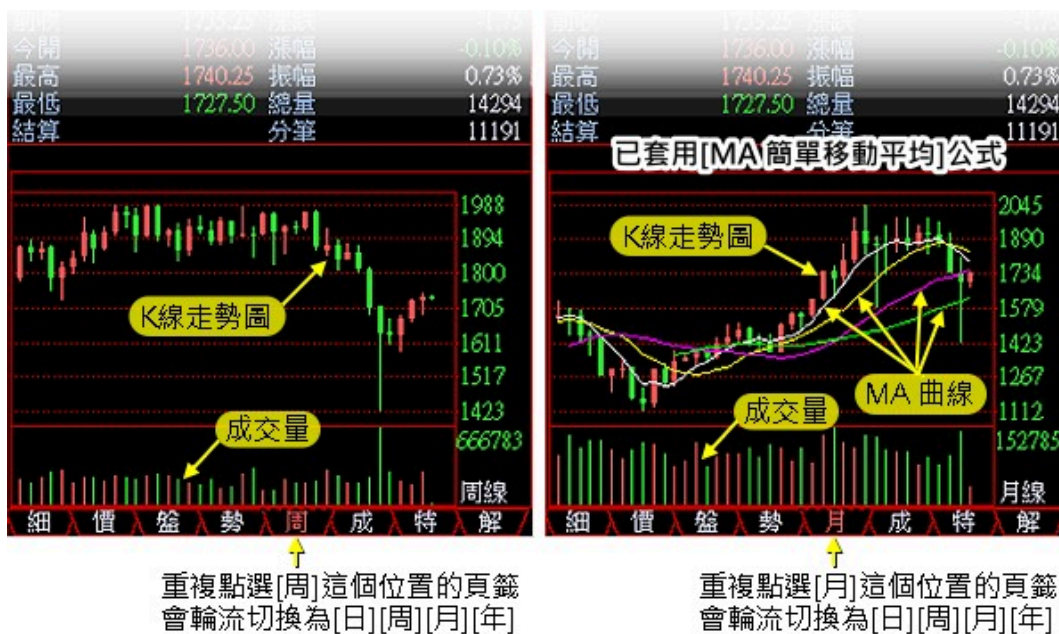 今開 1736.00 漲幅 -0.10%
最高 1740.25 振幅 0.73%
最低 1727.50 總量 14294
結算 分筆 11191
1988
1894
1800
1705
1611
1517
1423
666783
K線走勢圖
成交量
周線
細 價 盤 勢 周 成 特 解
重複點選[周]這個位置的頁籤
會輪流切換為[日][周][月][年]
今開 1736.00 漲幅 -0.10%
最高 1740.25 振幅 0.73%
最低 1727.50 總量 14294
結算 分筆 11191
已套用[MA 簡單移動平均]公式
2045
1890
1734
1579
1423
1267
1112
152785
K線走勢圖
MA 曲線
成交量
月線
細 價 盤 勢 月 成 特 解
重複點選[月]這個位置的頁籤
會輪流切換為[日][周][月][年]